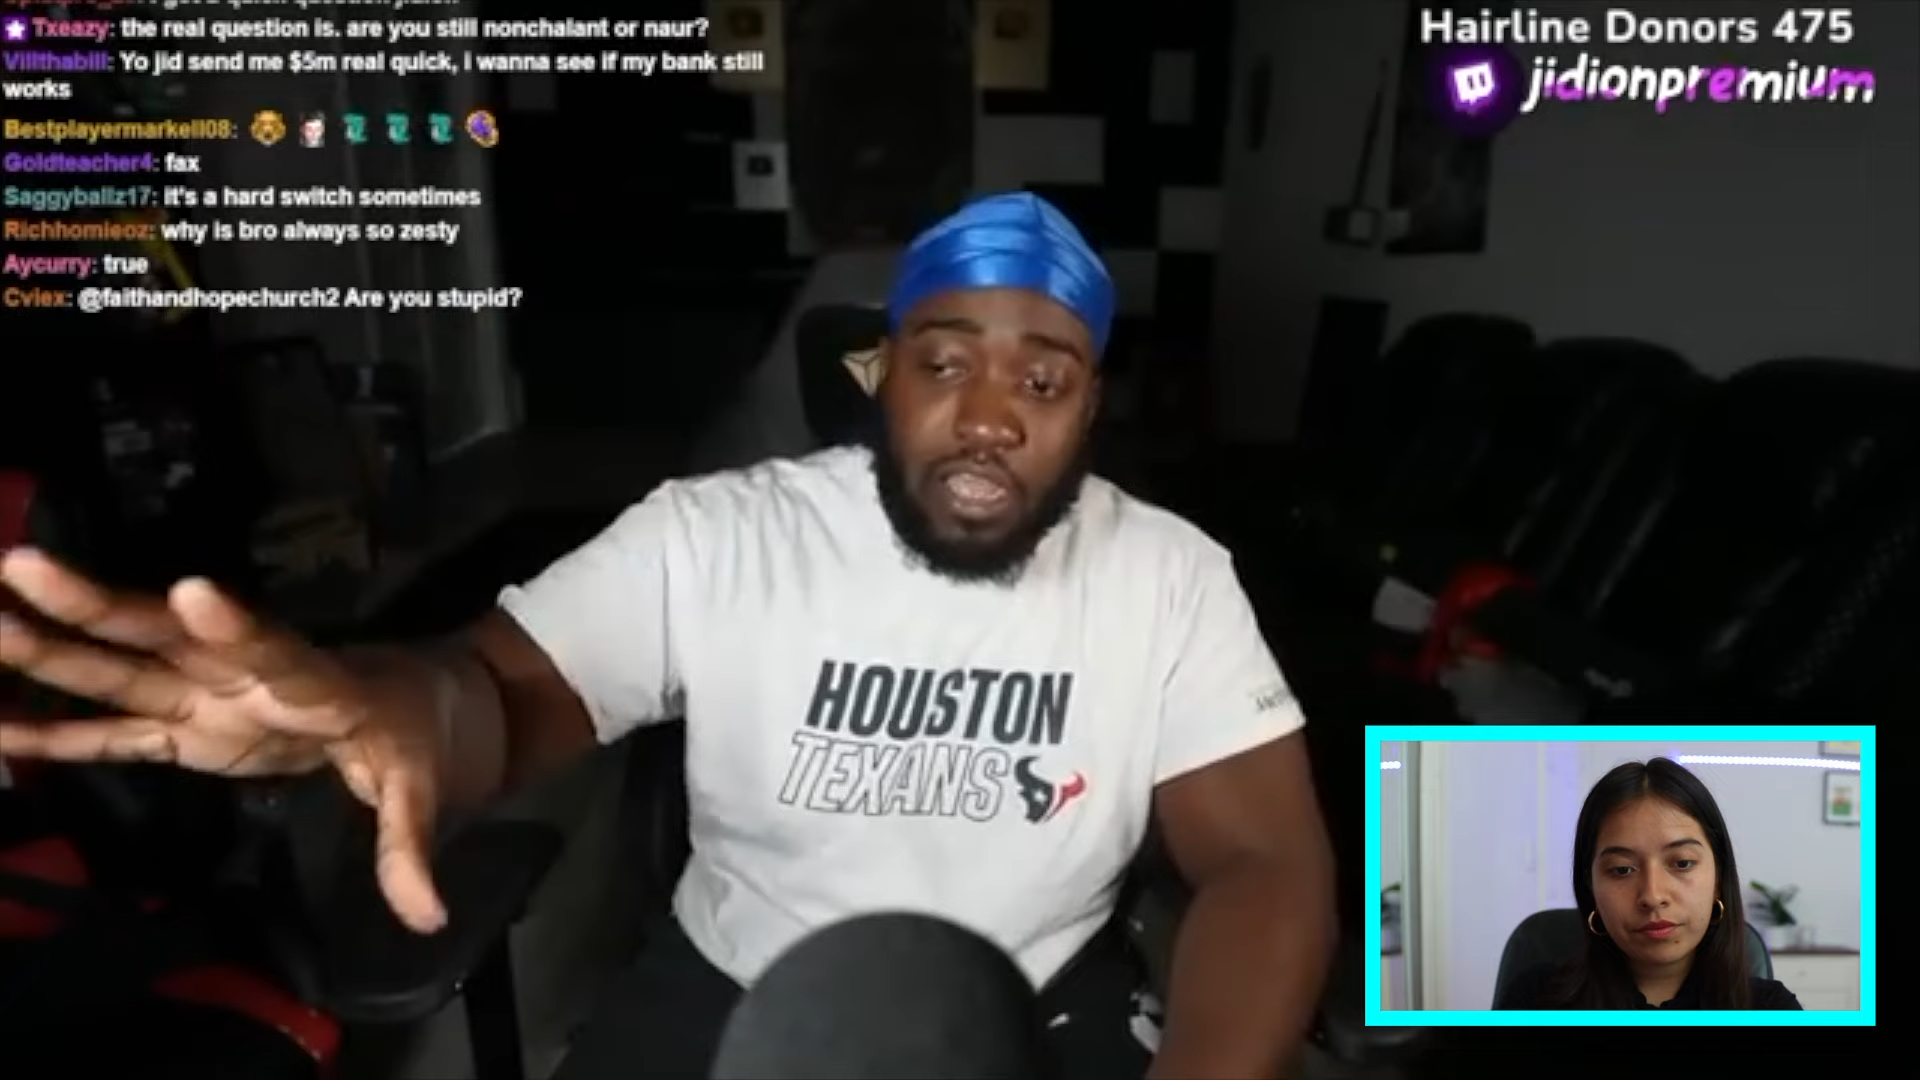 Txeazy: the real question is. are you still nonchalant or naur?
Villthabill: Yo jid send me $5m real quick, i wanna see if my bank still
works
Bestplayermarkell08:
Goldteacher4: fax
Saggyballz17: it's a hard switch sometimes
Richhomieoz: why is bro always so zesty
Aycurry: true
Cvlex: @faithandhopechurch2 Are you stupid?
Hairline Donors 475
jidionpremium
HOUSTON
TEXANS